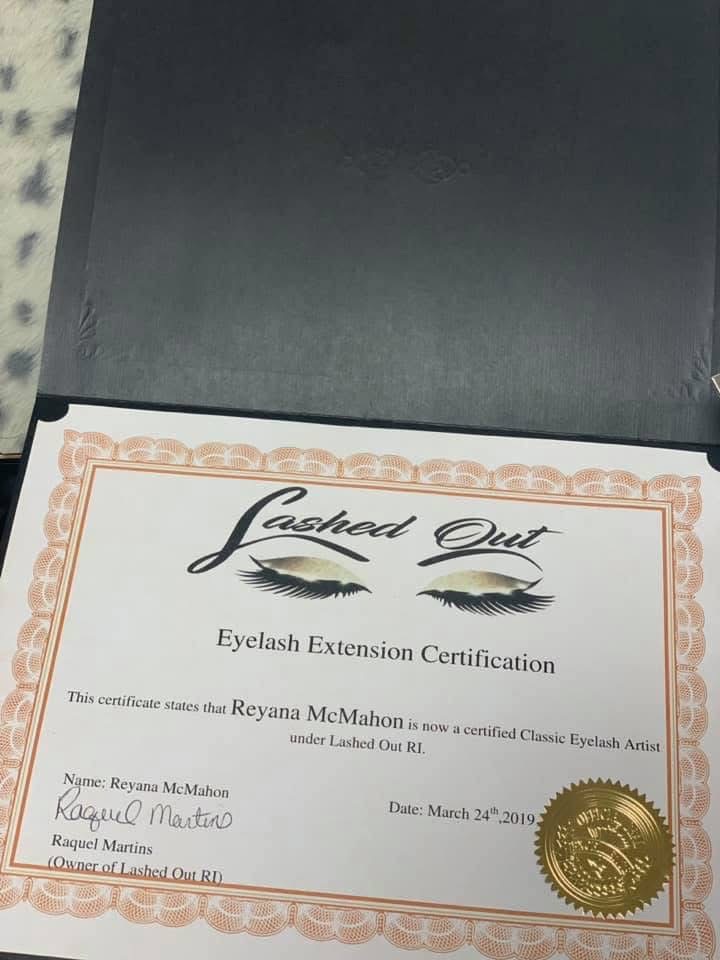 Lashed Out
Eyelash Extension Certification
This certificate states that Reyana McMahon is now a certified Classic Eyelash Artist
under Lashed Out RI.
Name: Reyana McMahon
Raquel Martins
Raquel Martins
(Owner of Lashed Out RI)
Date: March 24th,2019